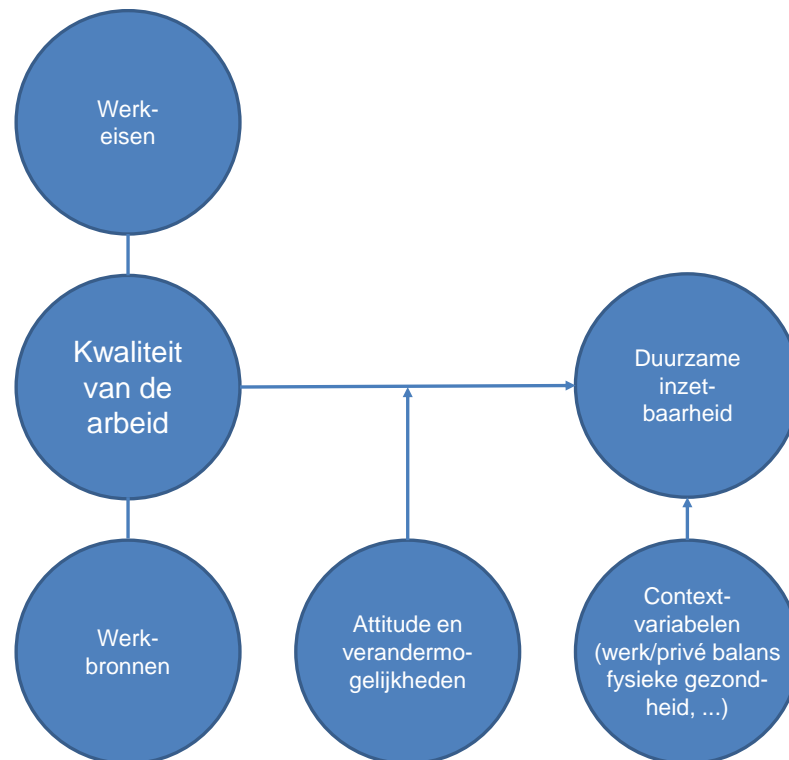 Werk-
eisen
Kwaliteit
van de
arbeid
Duurzame
inzet-
baarheid
Werk-
bronnen
Attitude en
verandermo-
gelijkheden
Context-
variabelen
(werk/privé balans
fysieke gezond-
heid, ...)